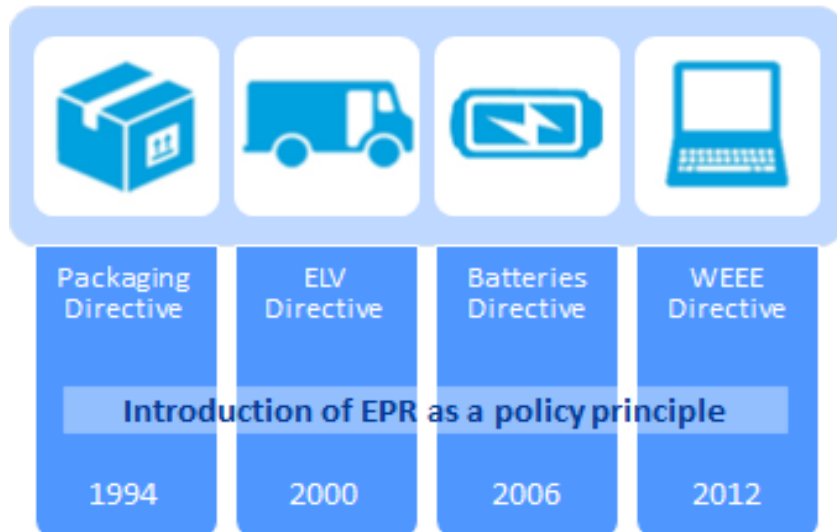 Packaging
Directive
ELV
Directive
Batteries
Directive
WEEE
Directive
Introduction of EPR as a policy principle
1994
2000
2006
2012